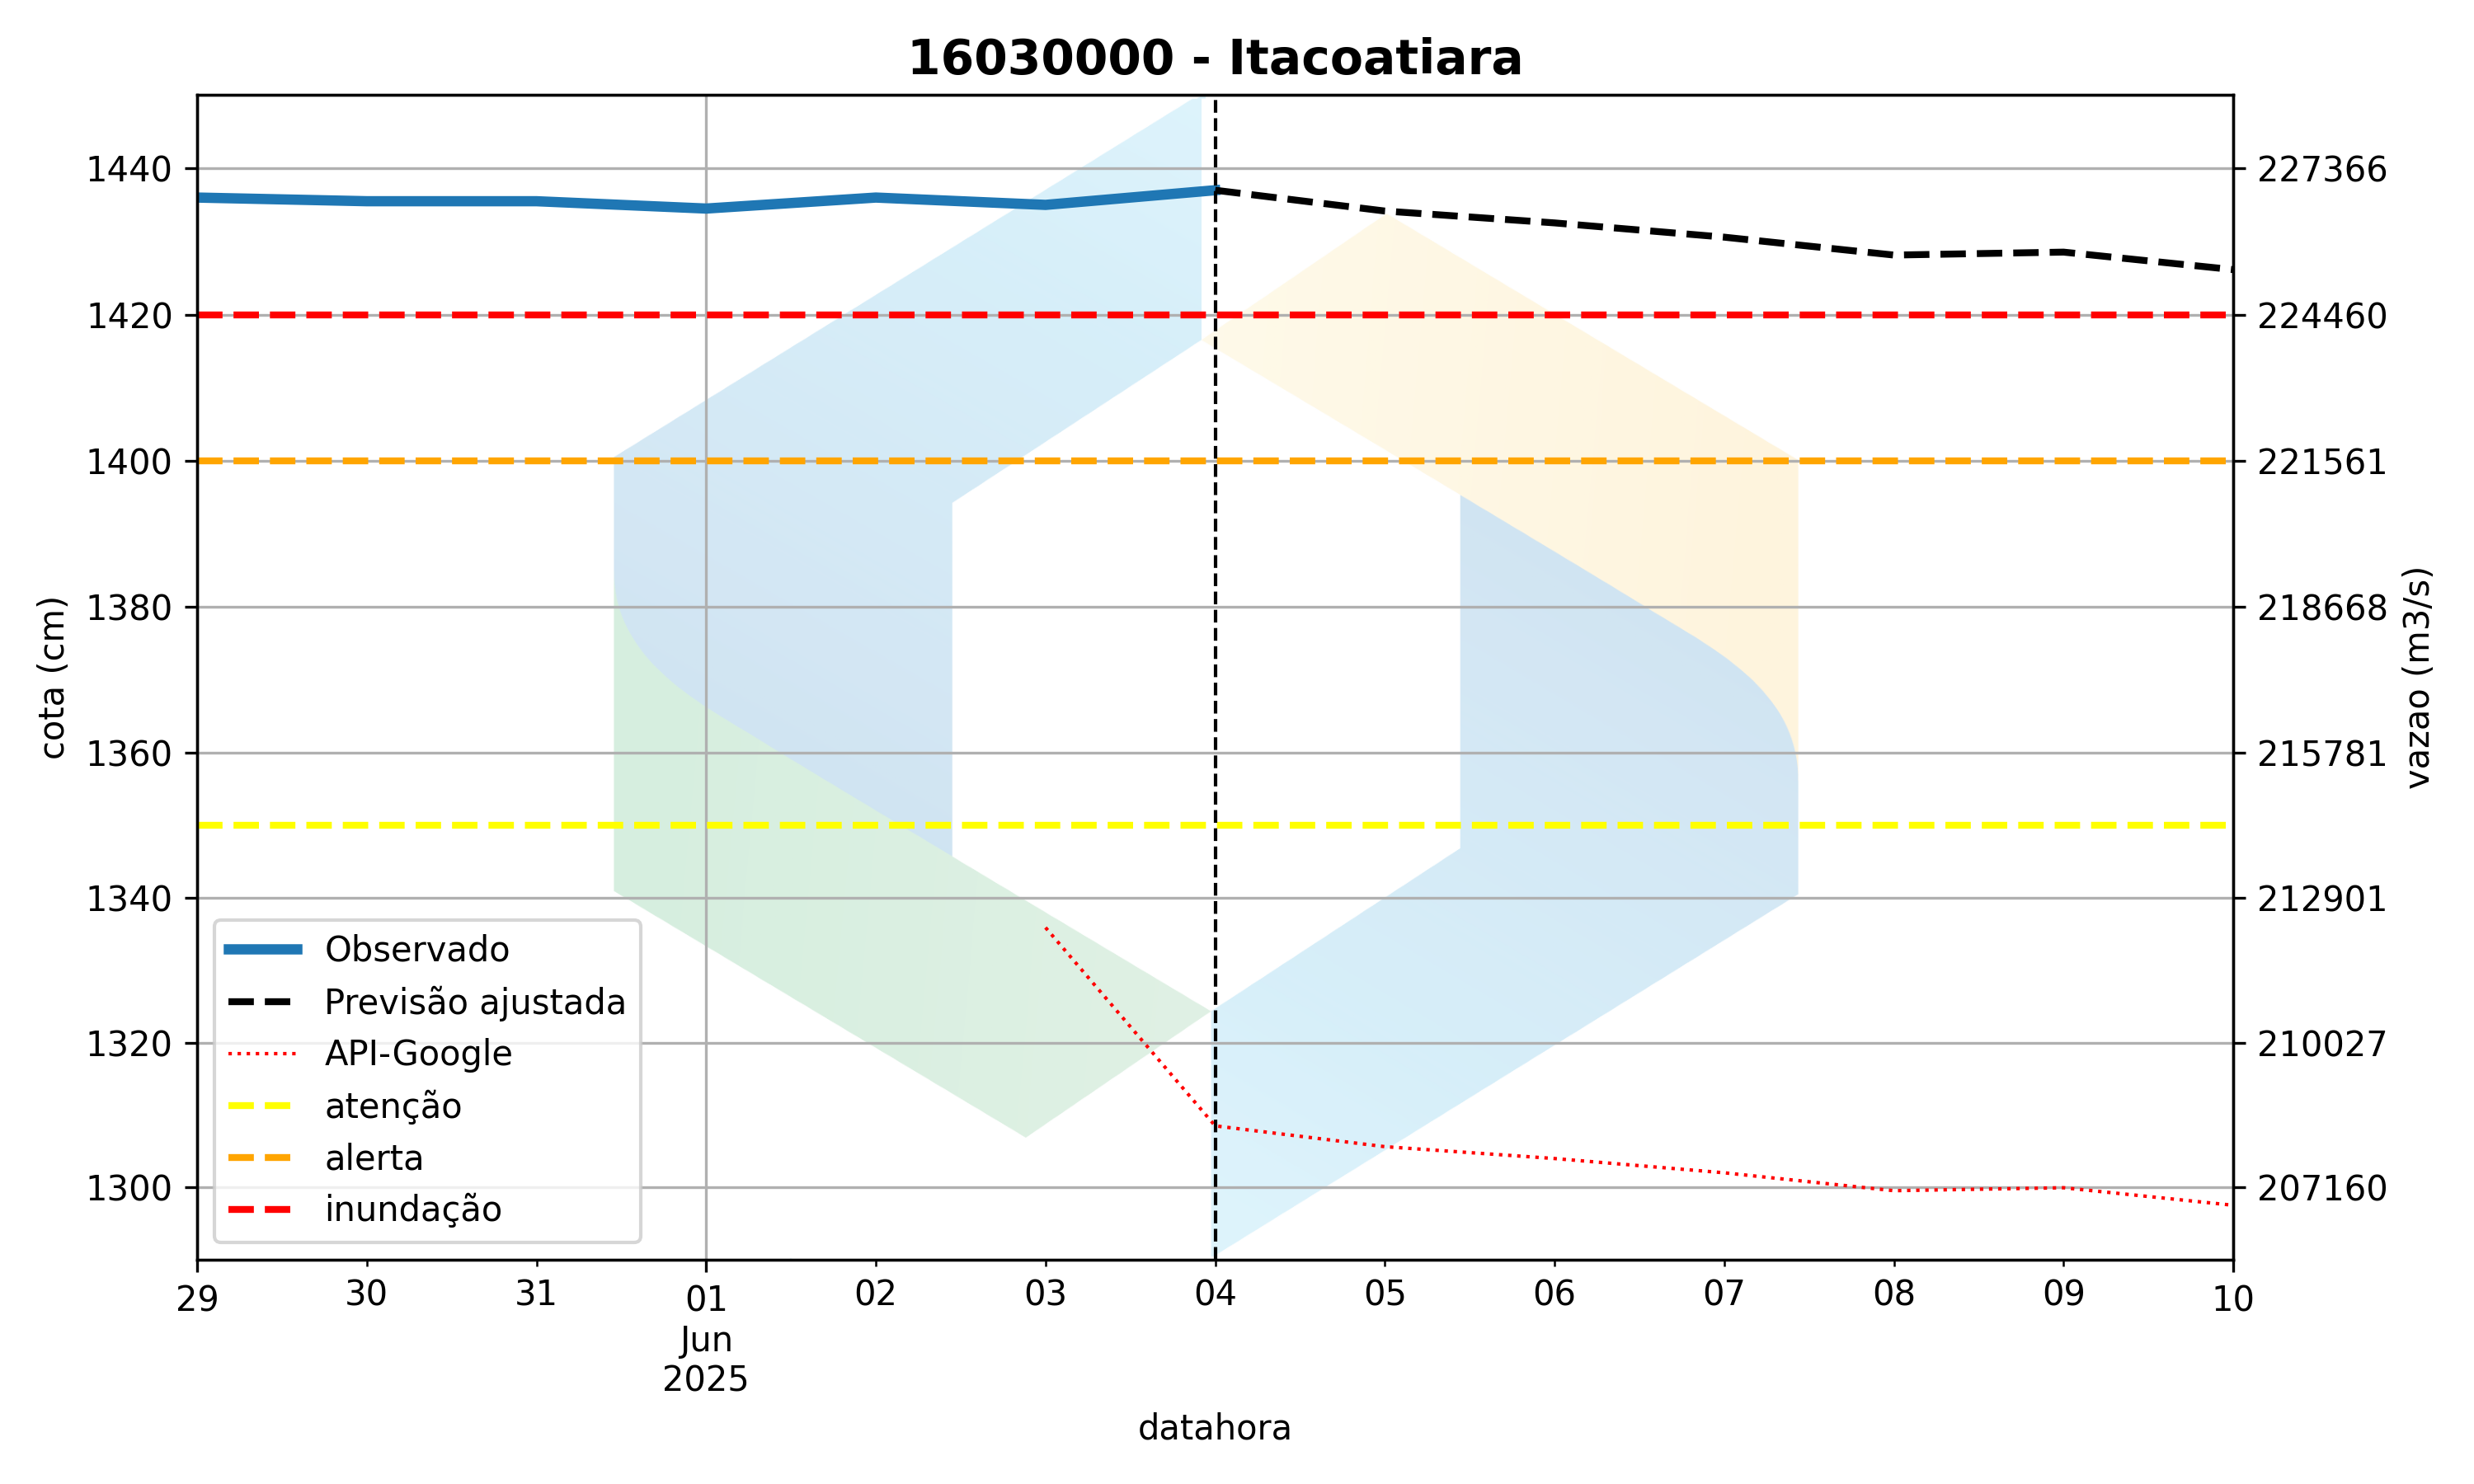 16030000 - Itacoatiara
1440
1420
1400
1380
1360
1340
1320
1300
cota (cm)
227366
224460
221561
218668
215781
212901
210027
207160
vazao (m3/s)
Observado
Previsão ajustada
API-Google
atenção
alerta
inundação
29 30 31 01 02 03 04 05 06 07 08 09 10
Jun
2025
datahora